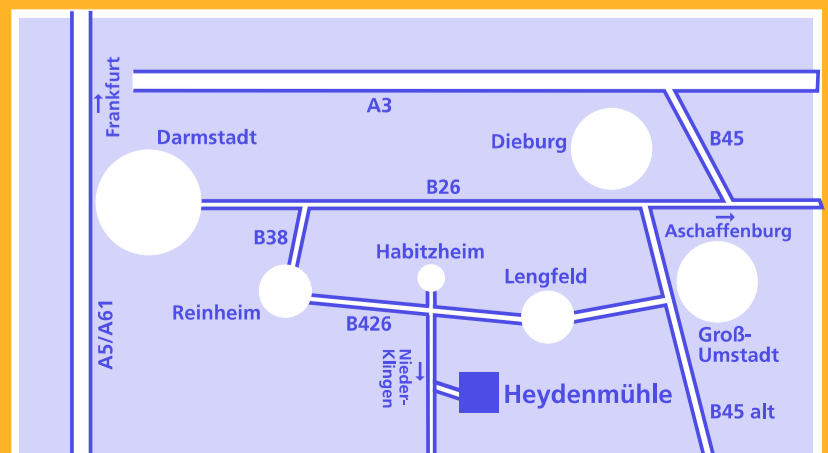 → Frankfurt
A3
Darmstadt
Dieburg
B45
B26
→
Aschaffenburg
B38
Habitzheim
Lengfeld
Reinheim
B426
A5/A61
Groß-
Umstadt
Nieder-
Klingen →
Heydenmühle
B45 alt